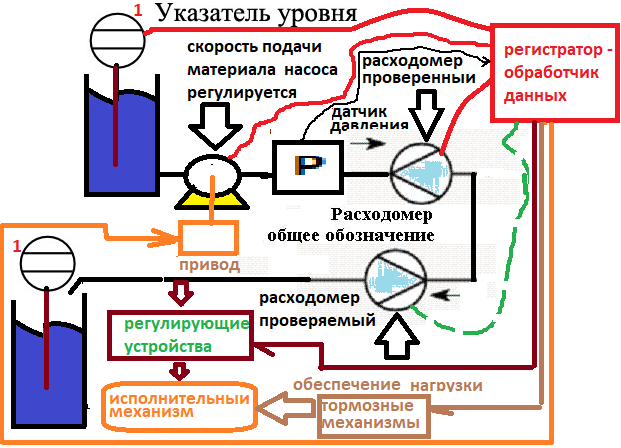 1 Указатель уровня
скорость подачи
материала насоса
регулируется
расходомер
проверенный
регистратор -
обработчик
данных
датчик
давления
P
Расходомер
общее обозначение
привод
1
расходомер
проверяемый
регулирующие
устройства
обеспечение нагрузки
исполнительный
механизм
тормозные
механизмы